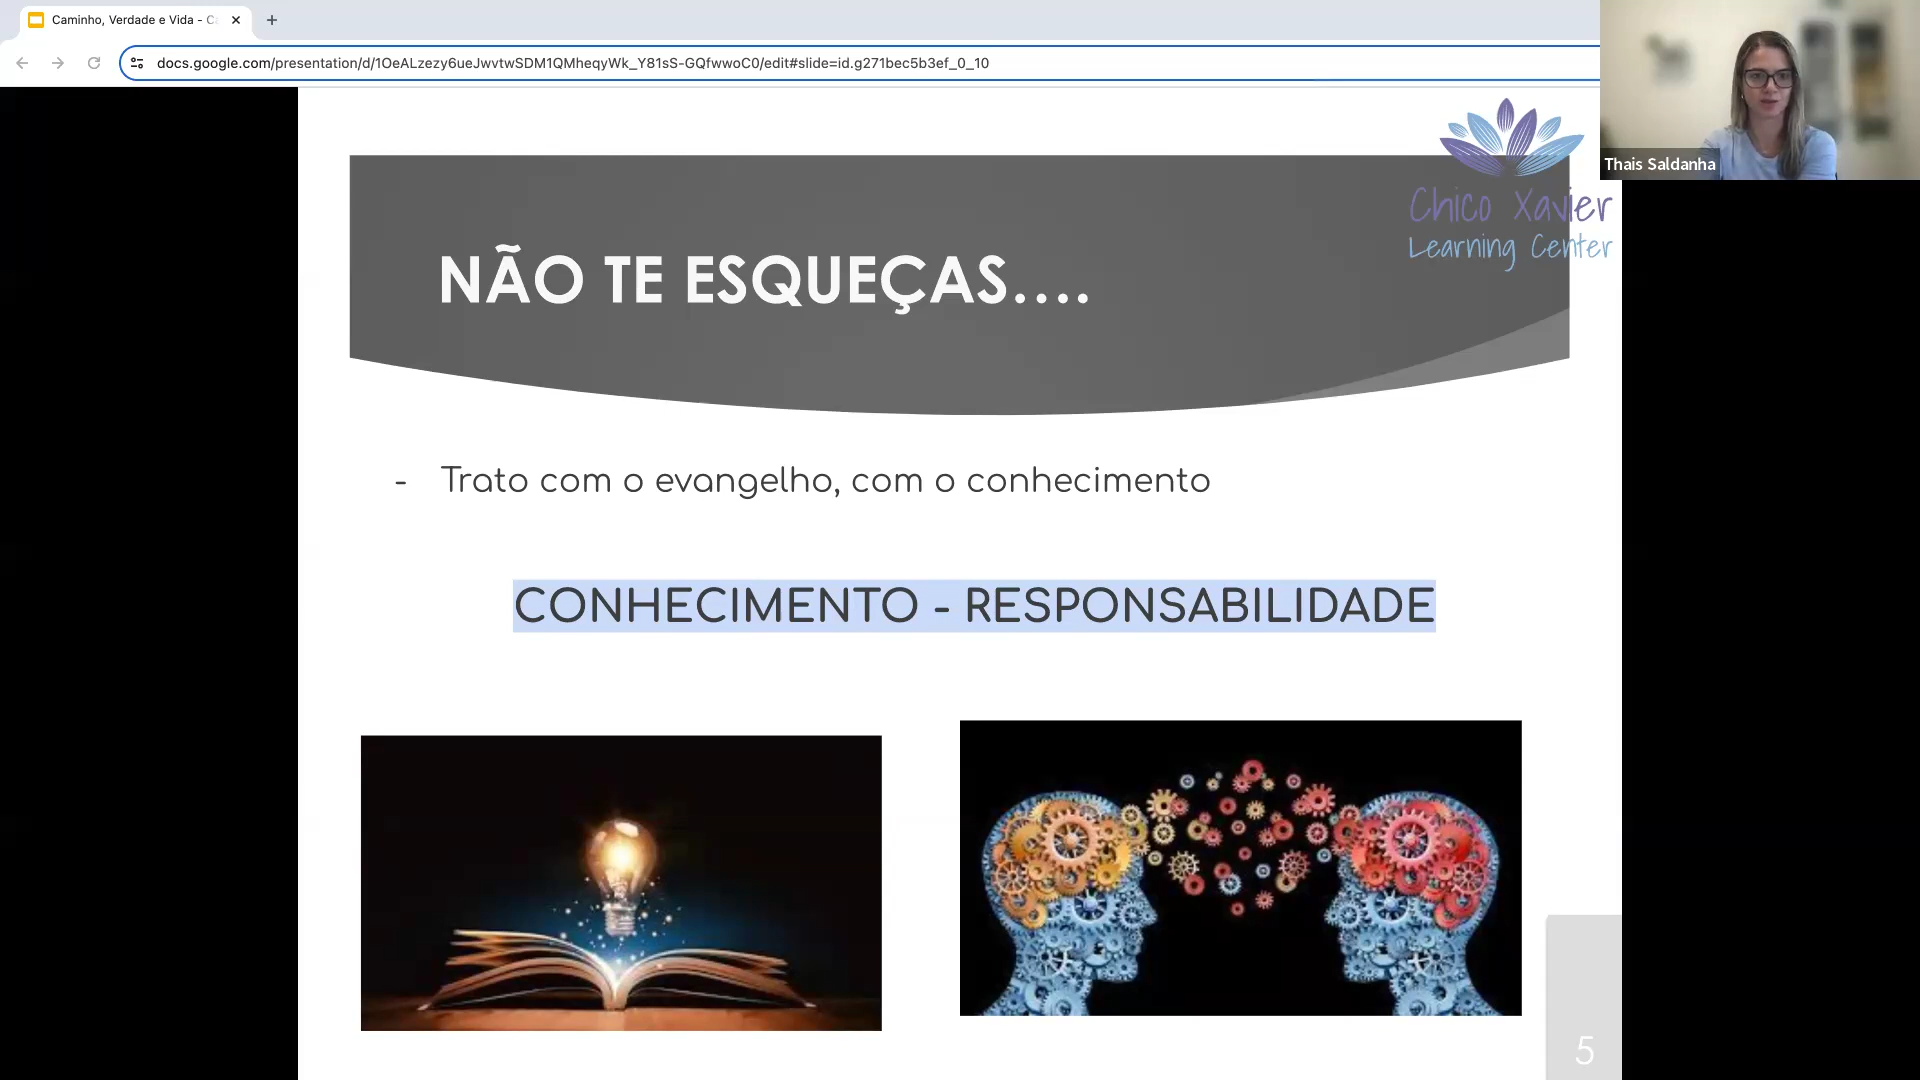 Caminho, Verdade e Vida - C
docs.google.com/presentation/d/1OeALzezy6ueJwvtwSDM1QMheqyWk_Y81sS-GQfwwoC0/edit#slide=id.g271bec5b3ef_0_10
Thais Saldanha
Chico Xavier
Learning Center
NÃO TE ESQUEÇAS....
- Trato com o evangelho, com o conhecimento
CONHECIMENTO - RESPONSABILIDADE
5